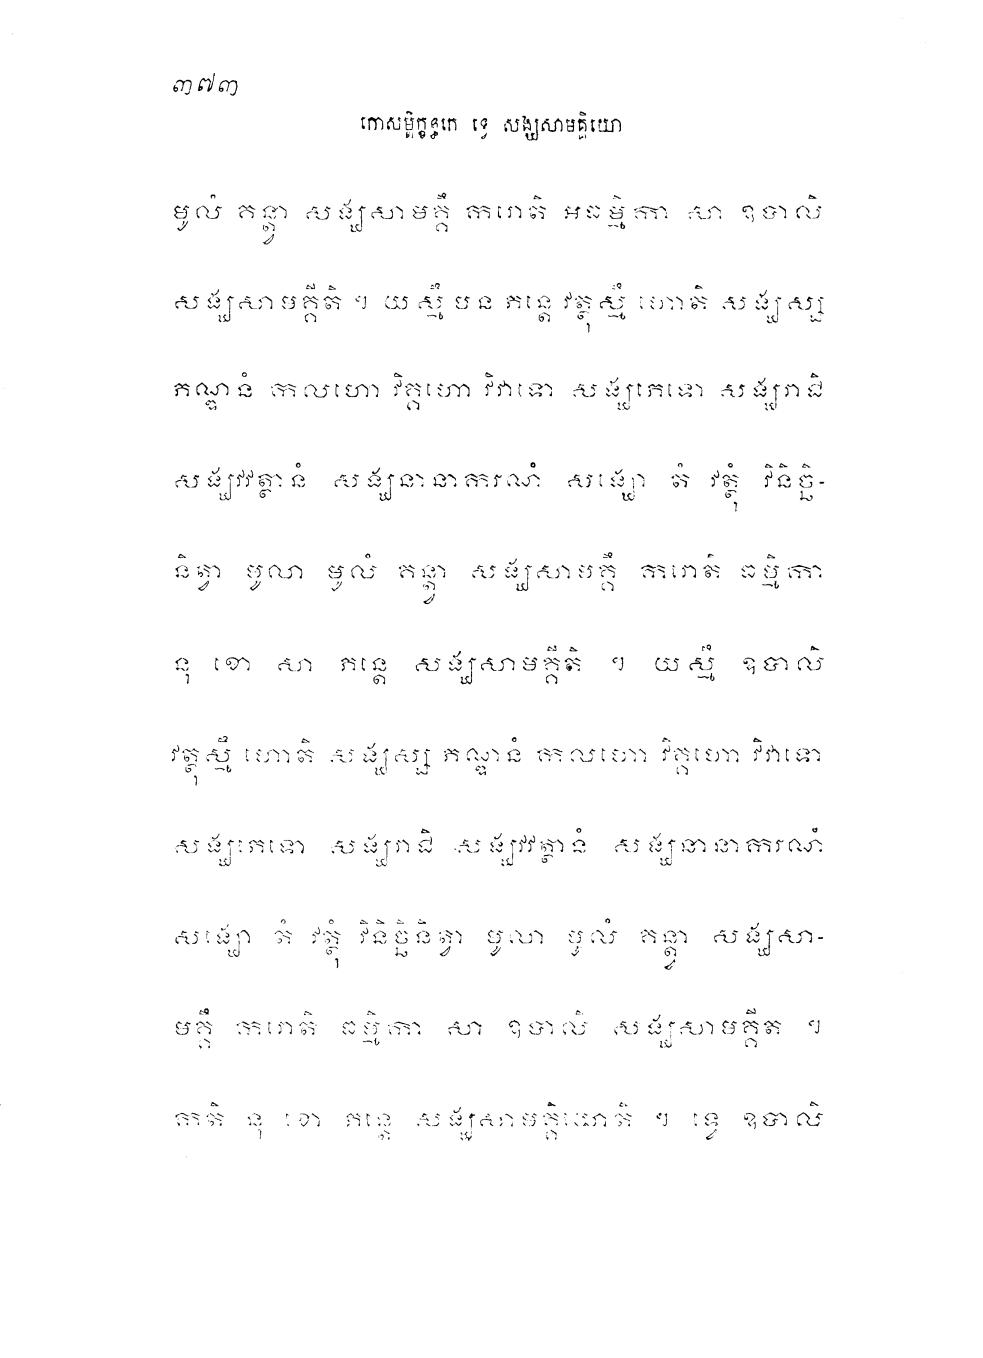 ៣៧៣
កោសម្ពិក្ខន្ធកេ ទ្វេ សង្ឃសាមគ្គិយោ
មូលំ គន្ត្វា សង្ឃសាមគ្គឹ ករោតិ អធម្មិកា សា ឧបាលិ
សង្ឃសាមគ្គីតិ ។ យស្មឹ បន ភន្តេ វត្ថុស្មឹ ហោតិ សង្ឃស្ស
ភណ្ឌនំ កលហោ វិគ្គហោ វិវាទោ សង្ឃភេទោ សង្ឃរាជិ
សង្ឃវវត្ថានំ សង្ឃនានាករណំ សង្ឃោ តំ វត្ថុំ វិនិច្ឆិ-
និត្វា មូលា មូលំ គន្ត្វា សង្ឃសាមគ្គឹ ករោតិ ធម្មិកា
នុ ខោ សា ភន្តេ សង្ឃសាមគ្គីតិ ។ យស្មឹ ឧបាលិ
វត្ថុស្មឹ ហោតិ សង្ឃស្ស ភណ្ឌនំ កលហោ វិគ្គហោ វិវាទោ
សង្ឃភេទោ សង្ឃរាជិ សង្ឃវវត្ថានំ សង្ឃនានាករណំ
សង្ឃោ តំ វត្ថុំ វិនិច្ឆិនិត្វា មូលា មូលំ គន្ត្វា សង្ឃសា-
មគ្គឹ ករោតិ ធម្មិកា សា ឧបាលិ សង្ឃសាមគ្គីតិ ។
កតិ នុ ខោ ភន្តេ សង្ឃសាមគ្គិយោតិ ។ ទ្វេ ឧបាលិ